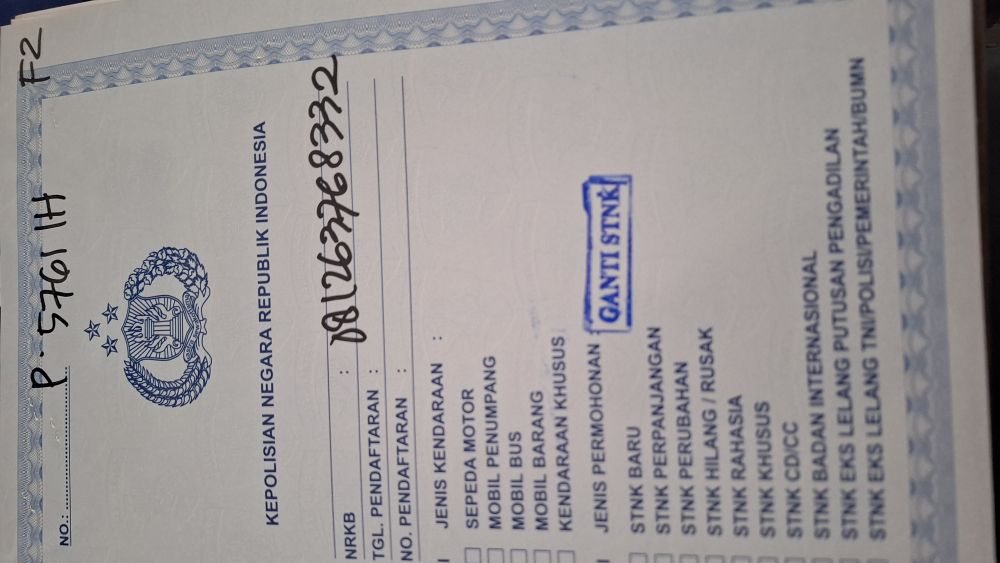 P 5761 IH F2
NO.: ........................
KEPOLISIAN NEGARA REPUBLIK INDONESIA
NRKB : 081263768332
TGL. PENDAFTARAN :
NO. PENDAFTARAN :
JENIS KENDARAAN :
SEPEDA MOTOR
MOBIL PENUMPANG
MOBIL BUS
MOBIL BARANG
KENDARAAN KHUSUS
JENIS PERMOHONAN : GANTI STNK
STNK BARU
STNK PERPANJANGAN
STNK PERUBAHAN
STNK HILANG / RUSAK
STNK RAHASIA
STNK KHUSUS
STNK CD/CC
STNK BADAN INTERNASIONAL
STNK EKS LELANG PUTUSAN PENGADILAN
STNK EKS LELANG TNI/POLISI/PEMERINTAH/BUMN